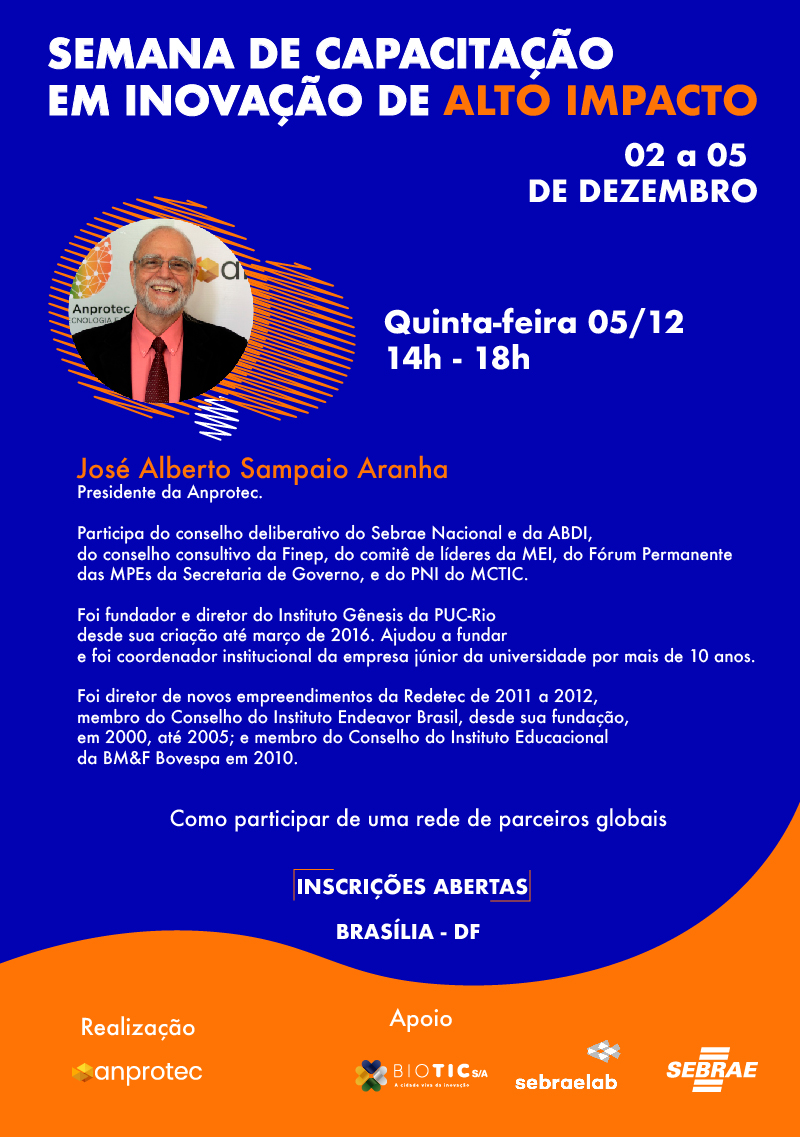 SEMANA DE CAPACITAÇÃO
EM INOVAÇÃO DE ALTO IMPACTO
02 a 05
DE DEZEMBRO
an
Anprotec
CNOLOGIA E
Quinta-feira 05/12
14h - 18h
José Alberto Sampaio Aranha
Presidente da Anprotec.
Participa do conselho deliberativo do Sebrae Nacional e da ABDI,
do conselho consultivo da Finep, do comitê de líderes da MEI, do Fórum Permanente
das MPEs da Secretaria de Governo, e do PNI do MCTIC.
Foi fundador e diretor do Instituto Gênesis da PUC-Rio
desde sua criação até março de 2016. Ajudou a fundar
e foi coordenador institucional da empresa júnior da universidade por mais de 10 anos.
Foi diretor de novos empreendimentos da Redetec de 2011 a 2012,
membro do Conselho do Instituto Endeavor Brasil, desde sua fundação,
em 2000, até 2005; e membro do Conselho do Instituto Educacional
da BM&F Bovespa em 2010.
Como participar de uma rede de parceiros globais
INSCRIÇÕES ABERTAS
BRASÍLIA - DF
Realização
Apoio
anprotec
BIOTIC S/A
A cidade viva da inovação
sebraelab
SEBRAE